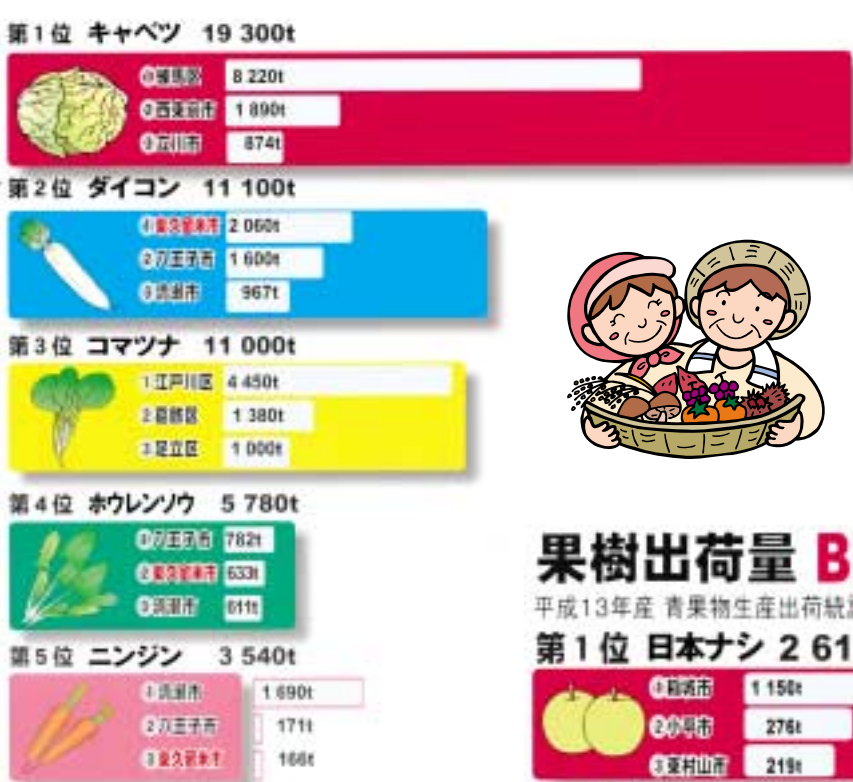 第1位 キャベツ 19 300t
①練馬区 8 220t
②西東京市 1 890t
③立川市 874t
第2位 ダイコン 11 100t
①東久留米市 2 060t
②八王子市 1 600t
③清瀬市 967t
第3位 コマツナ 11 000t
1江戸川区 4 450t
2葛飾区 1 380t
3足立区 1 000t
第4位 ホウレンソウ 5 780t
①八王子市 782t
②東久留米市 633t
③清瀬市 611t
第5位 ニンジン 3 540t
①清瀬市 1 690t
2八王子市 171t
3東久留米市 166t
果樹出荷量 B
平成13年産 青果物生産出荷統
第1位 日本ナシ 2 61
①稲城市 1 150t
2小平市 276t
3東村山市 219t